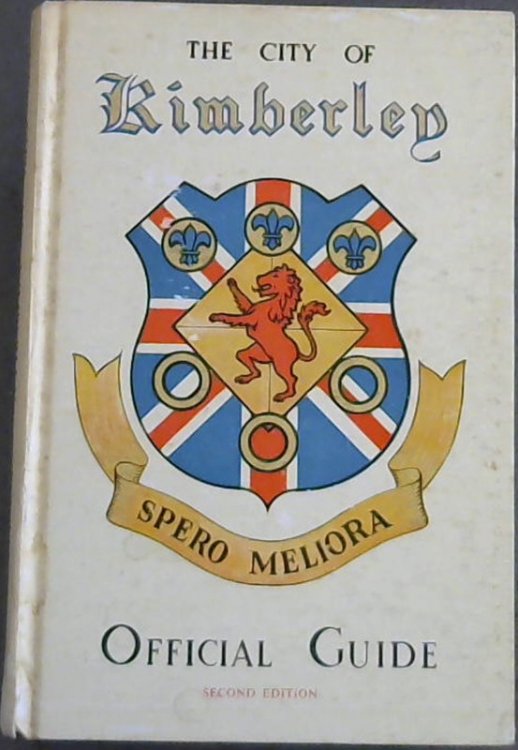 THE CITY OF
Kimberley
SPERO MELIORA
OFFICIAL GUIDE
SECOND EDITION